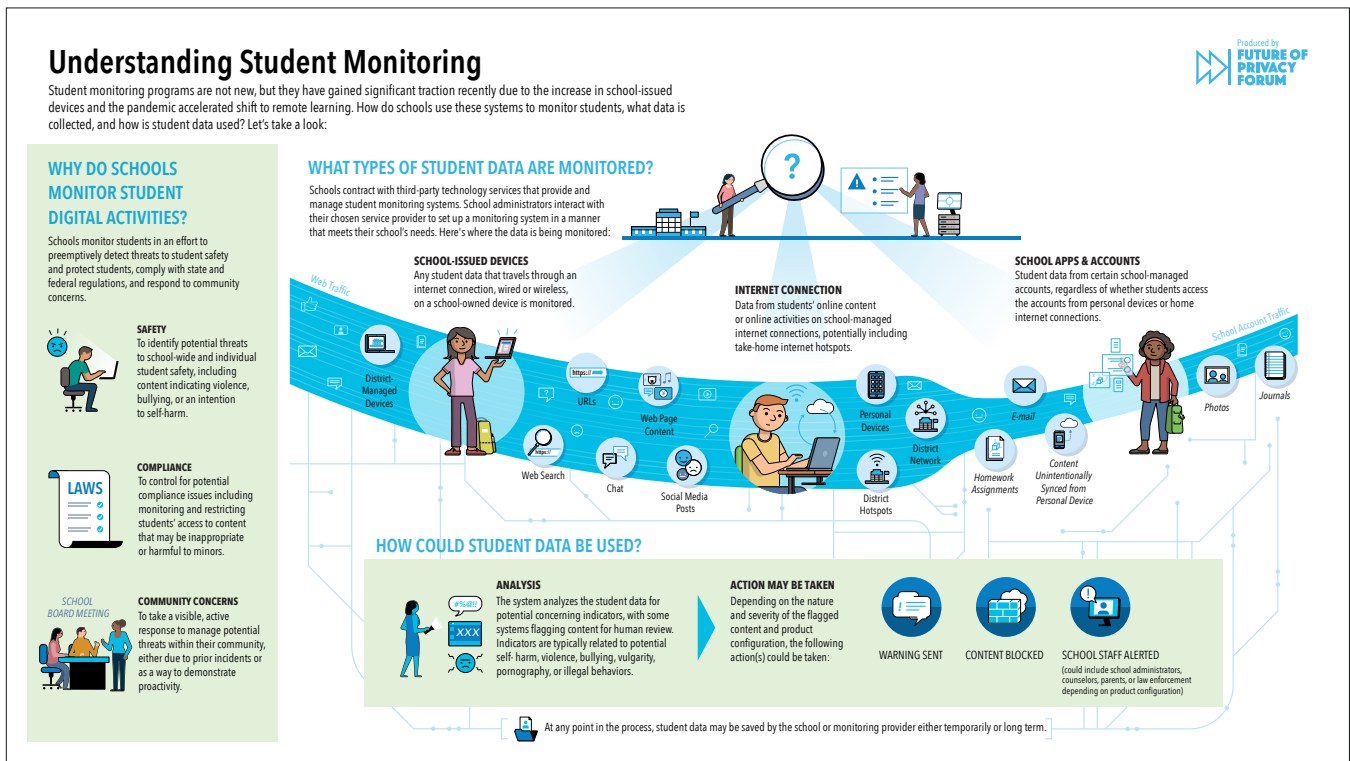 Understanding Student Monitoring
Student monitoring programs are not new, but they have gained significant traction recently due to the increase in school-issued
devices and the pandemic accelerated shift to remote learning. How do schools use these systems to monitor students, what data is
collected, and how is student data used? Let's take a look:
Produced by
FUTURE OF
PRIVACY
FORUM
WHY DO SCHOOLS
MONITOR STUDENT
DIGITAL ACTIVITIES?
Schools monitor students in an effort to
preemptively detect threats to student safety
and protect students, comply with state and
federal regulations, and respond to community
concerns.
SAFETY
To identify potential threats
to school-wide and individual
student safety, including
content indicating violence,
bullying, or an intention
to self-harm.
LAWS
COMPLIANCE
To control for potential
compliance issues including
monitoring and restricting
students' access to content
that may be inappropriate
or harmful to minors.
SCHOOL
BOARD MEETING
COMMUNITY CONCERNS
To take a visible, active
response to manage potential
threats within their community,
either due to prior incidents or
as a way to demonstrate
proactivity.
WHAT TYPES OF STUDENT DATA ARE MONITORED?
Schools contract with third-party technology services that provide and
manage student monitoring systems. School administrators interact with
their chosen service provider to set up a monitoring system in a manner
that meets their school's needs. Here's where the data is being monitored:
?
SCHOOL-ISSUED DEVICES
Any student data that travels through an
internet connection, wired or wireless,
on a school-owned device is monitored.
INTERNET CONNECTION
Data from students' online content
or online activities on school-managed
internet connections, potentially including
take-home internet hotspots.
SCHOOL APPS & ACCOUNTS
Student data from certain school-managed
accounts, regardless of whether students access
the accounts from personal devices or home
internet connections.
Web Traffic
School Account Traffic
District-
Managed
Devices
https://
URLs
Web Page
Content
https://
Web Search
Chat
Social Media
Posts
Personal
Devices
District
Network
District
Hotspots
E-mail
Homework
Assignments
Content
Unintentionally
Synced from
Personal Device
Photos
Journals
HOW COULD STUDENT DATA BE USED?
#%@!!
XXX
ANALYSIS
The system analyzes the student data for
potential concerning indicators, with some
systems flagging content for human review.
Indicators are typically related to potential
self- harm, violence, bullying, vulgarity,
pornography, or illegal behaviors.
ACTION MAY BE TAKEN
Depending on the nature
and severity of the flagged
content and product
configuration, the following
action(s) could be taken:
WARNING SENT
CONTENT BLOCKED
SCHOOL STAFF ALERTED
(could include school administrators,
counselors, parents, or law enforcement
depending on product configuration)
At any point in the process, student data may be saved by the school or monitoring provider either temporarily or long term.